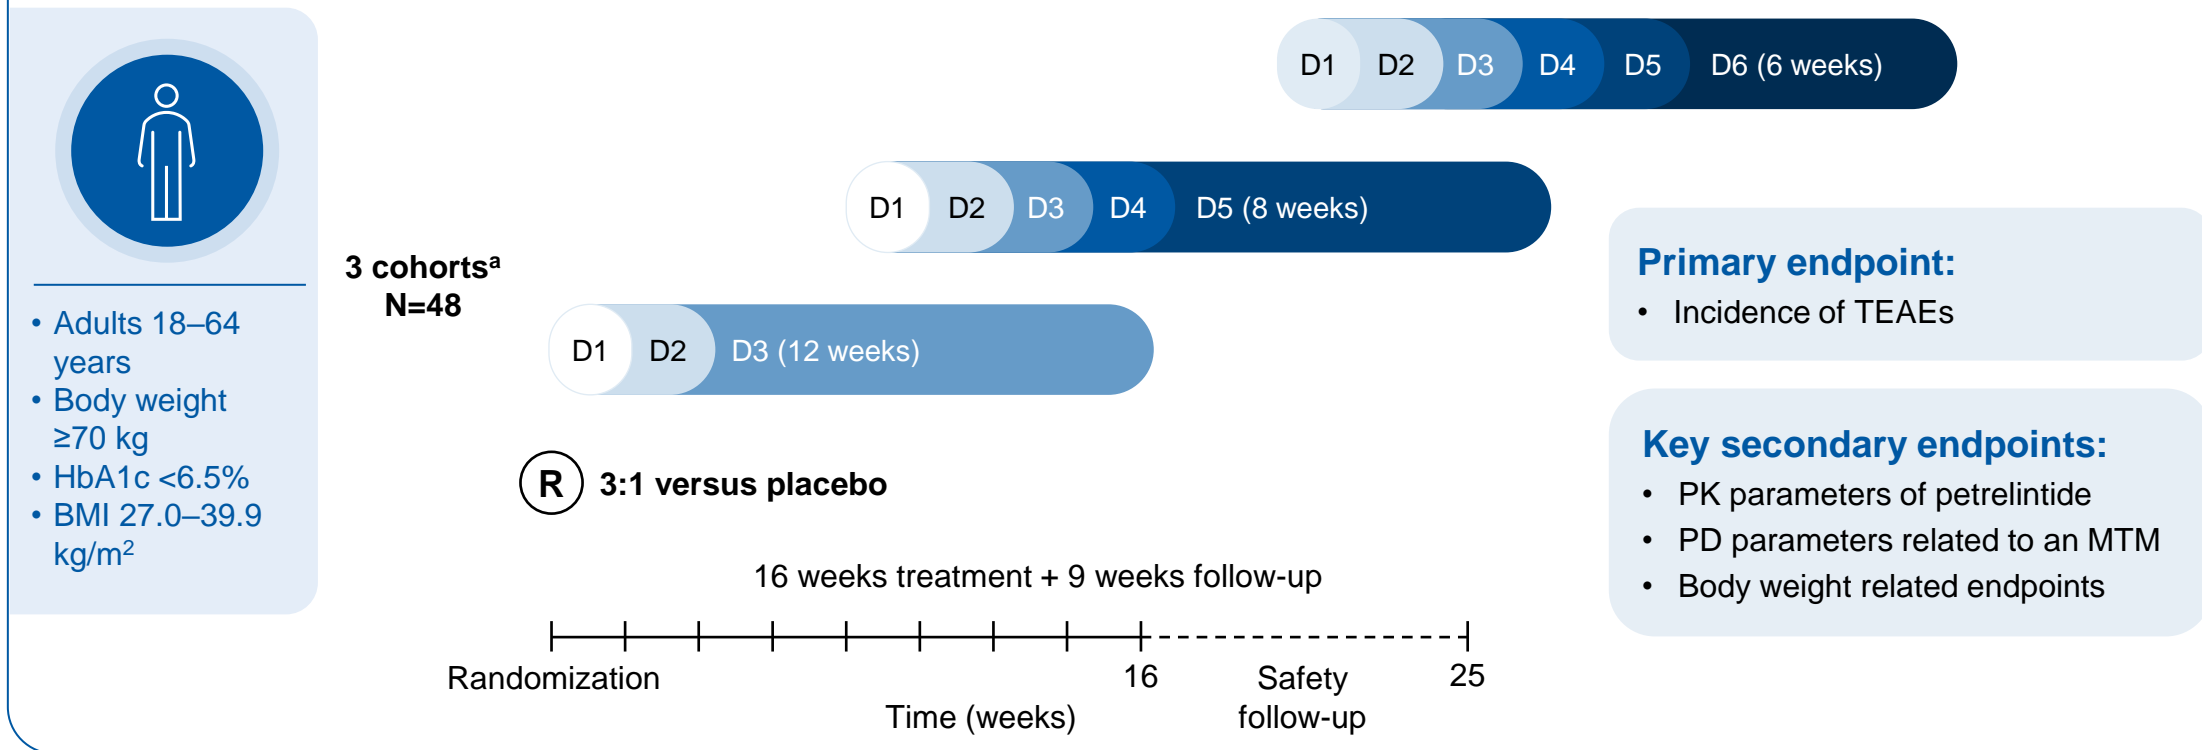 • Adults 18–64
years
• Body weight
≥70 kg
• HbA1c <6.5%
• BMI 27.0–39.9
kg/m²
3 cohortsᵃ
N=48
D1 D2 D3 D4 D5 D6 (6 weeks)
D1 D2 D3 D4 D5 (8 weeks)
D1 D2 D3 (12 weeks)
R 3:1 versus placebo
16 weeks treatment + 9 weeks follow-up
Randomization 16 Safety 25
Time (weeks) follow-up
Primary endpoint:
• Incidence of TEAEs
Key secondary endpoints:
• PK parameters of petrelintide
• PD parameters related to an MTM
• Body weight related endpoints